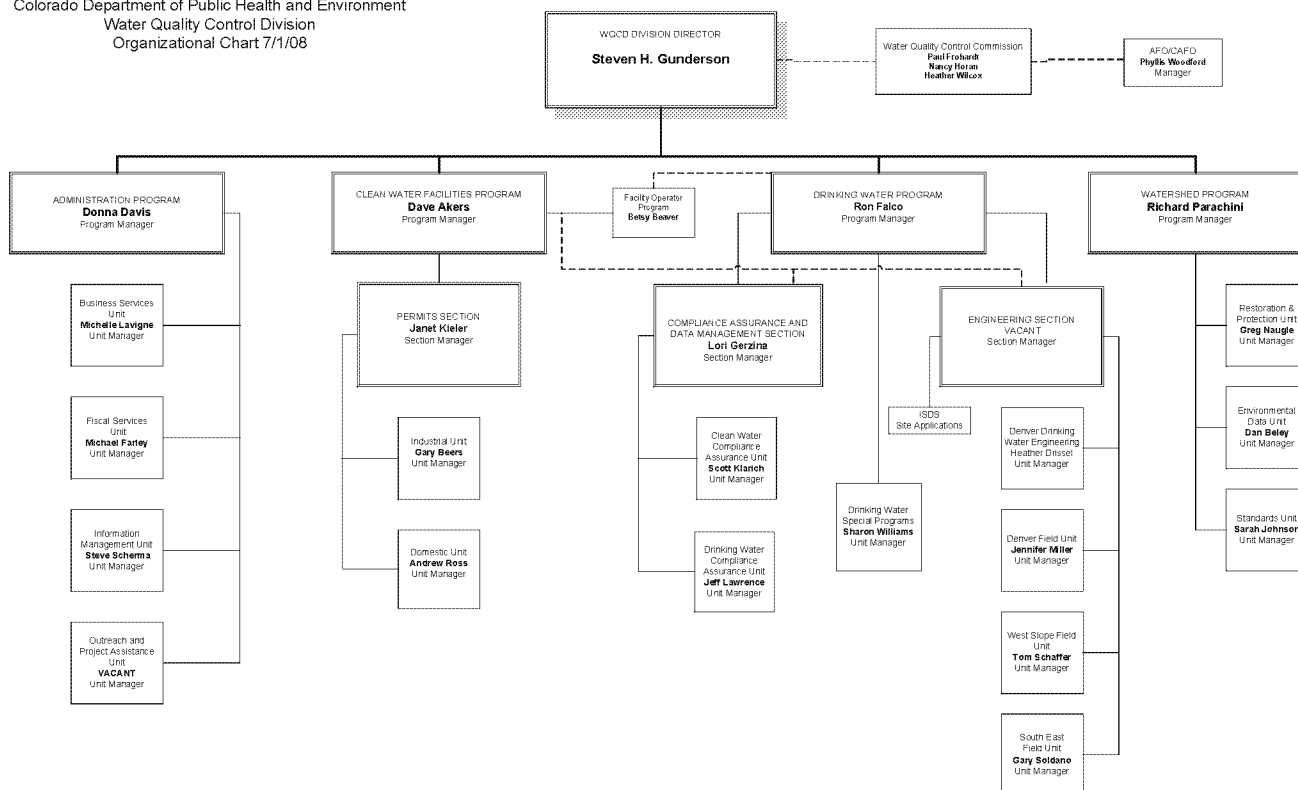 Colorado Department of Public Health and Environment
Water Quality Control Division
Organizational Chart 7/1/08
WQCD DIVISION DIRECTOR
Steven H. Gunderson
Water Quality Control Commission
Paul Frohardt
Nancy Horan
Heather Wilcox
AFO/CAFO
Phyllis Woodford
Manager
ADMINISTRATION PROGRAM
Donna Davis
Program Manager
CLEAN WATER FACILITIES PROGRAM
Dave Akers
Program Manager
Facility Operator
Program
Betsy Beaver
DRINKING WATER PROGRAM
Ron Falco
Program Manager
WATERSHED PROGRAM
Richard Parachini
Program Manager
Business Services
Unit
Michelle Lavigne
Unit Manager
Fiscal Services
Unit
Michael Farley
Unit Manager
Information
Management Unit
Steve Scherma
Unit Manager
Outreach and
Project Assistance
Unit
VACANT
Unit Manager
PERMITS SECTION
Janet Kieler
Section Manager
Industrial Unit
Gary Beers
Unit Manager
Domestic Unit
Andrew Ross
Unit Manager
COMPLIANCE ASSURANCE AND
DATA MANAGEMENT SECTION
Lori Gerzina
Section Manager
Clean Water
Compliance
Assurance Unit
Scott Klarich
Unit Manager
Drinking Water
Compliance
Assurance Unit
Jeff Lawrence
Unit Manager
Drinking Water
Special Programs
Sharon Williams
Unit Manager
ENGINEERING SECTION
VACANT
Section Manager
ISDS
Site Applications
Denver Drinking
Water Engineering
Heather Drissel
Unit Manager
Denver Field Unit
Jennifer Miller
Unit Manager
West Slope Field
Unit
Tom Schaffer
Unit Manager
South East
Field Unit
Gary Soldano
Unit Manager
Restoration &
Protection Unit
Greg Naugle
Unit Manager
Environmental
Data Unit
Dan Beley
Unit Manager
Standards Unit
Sarah Johnson
Unit Manager